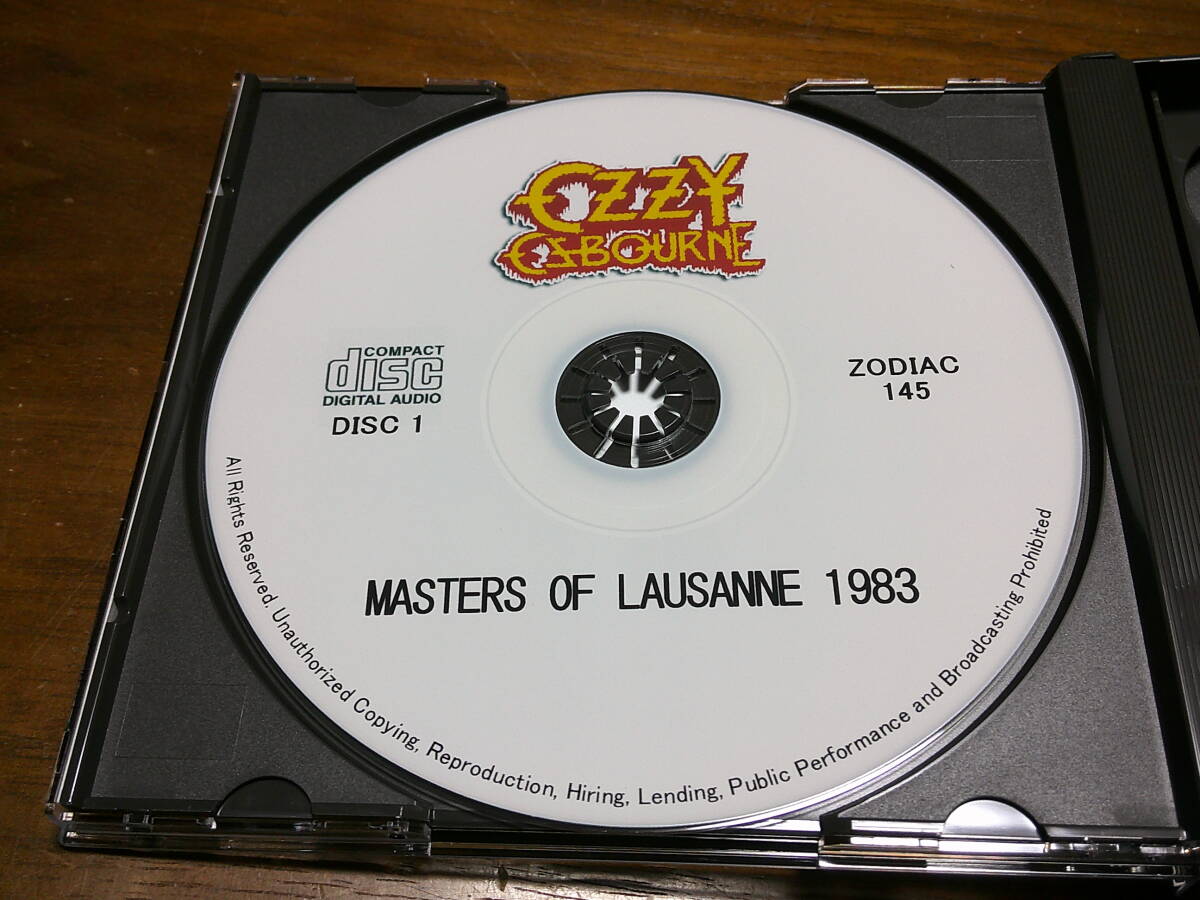 OZZY
OSBOURNE
COMPACT
disc
DIGITAL AUDIO
DISC 1
ZODIAC
145
MASTERS OF LAUSANNE 1983
All Rights Reserved. Unauthorized Copying, Reproduction, Hiring, Lending, Public Performance and Broadcasting Prohibited